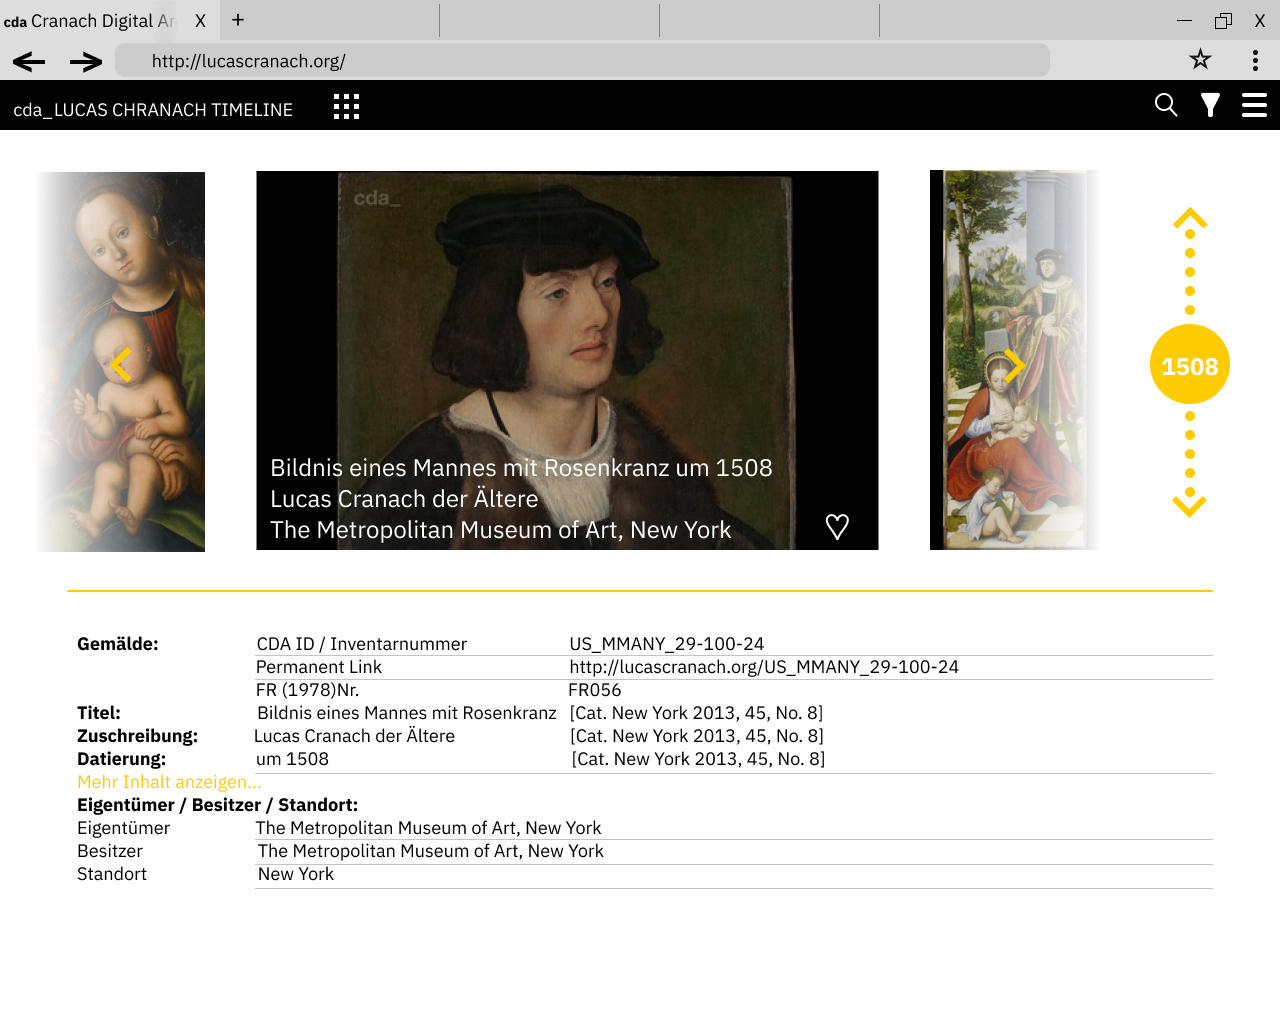 cda Cranach Digital Ar X +
X
http://lucascranach.org/
cda_LUCAS CHRANACH TIMELINE
cda_
Bildnis eines Mannes mit Rosenkranz um 1508
Lucas Cranach der Ältere
The Metropolitan Museum of Art, New York
1508
Gemälde: CDA ID / Inventarnummer US_MMANY_29-100-24
Permanent Link http://lucascranach.org/US_MMANY_29-100-24
FR (1978)Nr. FR056
Titel: Bildnis eines Mannes mit Rosenkranz [Cat. New York 2013, 45, No. 8]
Zuschreibung: Lucas Cranach der Ältere [Cat. New York 2013, 45, No. 8]
Datierung: um 1508 [Cat. New York 2013, 45, No. 8]
Mehr Inhalt anzeigen...
Eigentümer / Besitzer / Standort:
Eigentümer The Metropolitan Museum of Art, New York
Besitzer The Metropolitan Museum of Art, New York
Standort New York